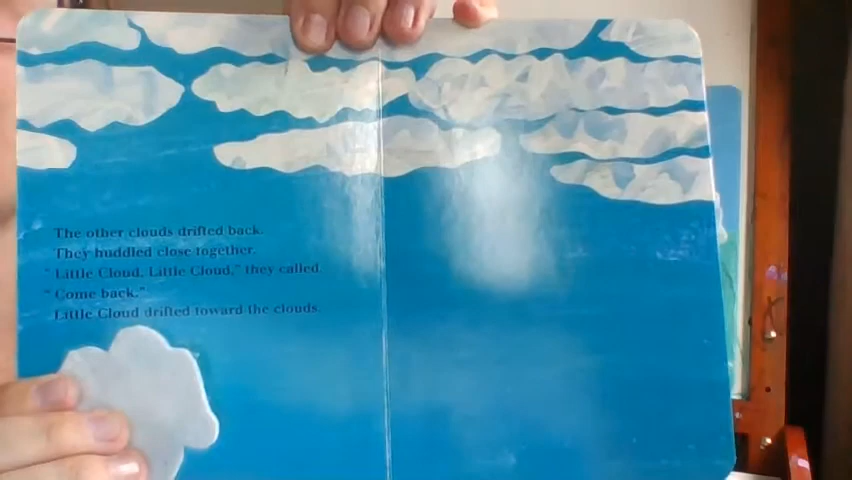 The other clouds drifted back.
They huddled close together.
"Little Cloud, Little Cloud," they called.
"Come back."
Little Cloud drifted toward the clouds.